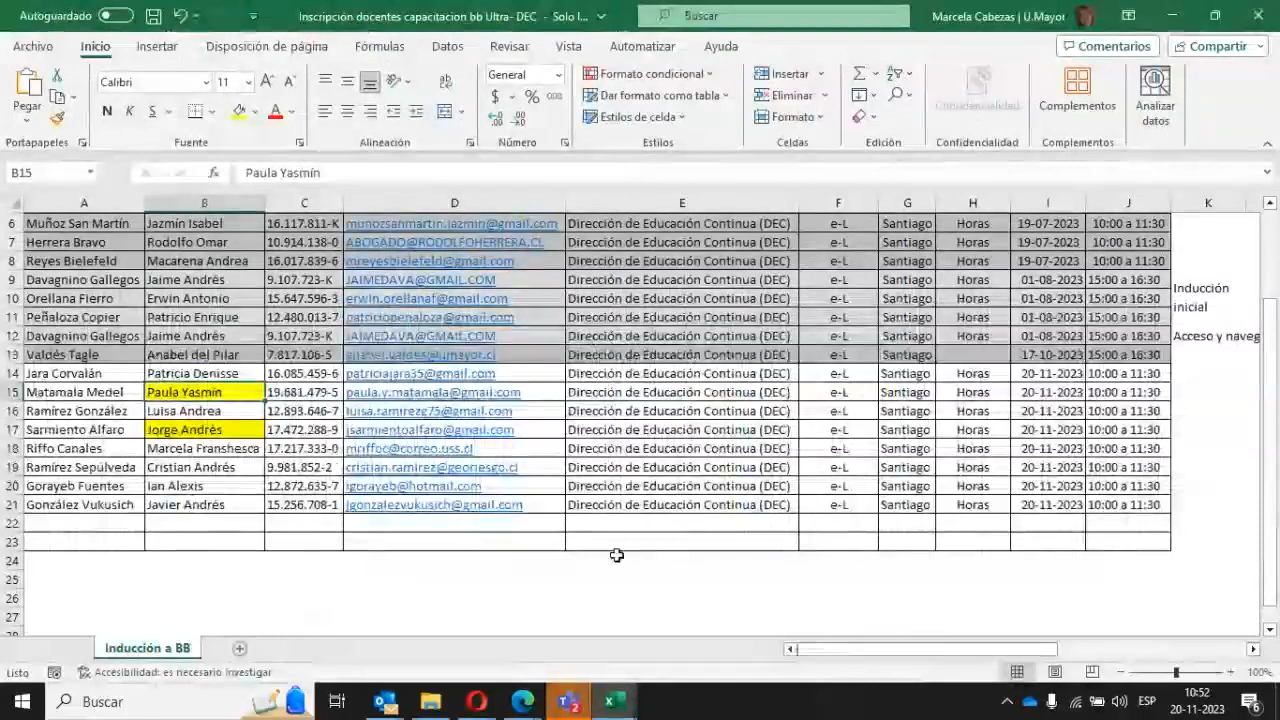 Autoguardado Inscripción docentes capacitacion bb Ultra- DEC - Solo l... Buscar Marcela Cabezas | U.Mayor
Archivo Inicio Insertar Disposición de página Fórmulas Datos Revisar Vista Automatizar Ayuda Comentarios Compartir
Pegar Calibri 11 General Formato condicional Insertar Confidencialidad Complementos Analizar datos
N K S $ % 000 Dar formato como tabla Eliminar
Estilos de celda Formato
Portapapeles Fuente Alineación Número Estilos Celdas Edición Confidencialidad Complementos
B15 fx Paula Yasmín
A B C D E F G H I J K
6 Muñoz San Martín Jazmín Isabel 16.117.811-K munozsanmartin.jazmin@gmail.com Dirección de Educación Continua (DEC) e-L Santiago Horas 19-07-2023 10:00 a 11:30
7 Herrera Bravo Rodolfo Omar 10.914.138-0 ABOGADO@RODOLFOHERRERA.CL Dirección de Educación Continua (DEC) e-L Santiago Horas 19-07-2023 10:00 a 11:30
8 Reyes Bielefeld Macarena Andrea 16.017.839-6 mreyesbielefeld@gmail.com Dirección de Educación Continua (DEC) e-L Santiago Horas 19-07-2023 10:00 a 11:30
9 Davagnino Gallegos Jaime Andrés 9.107.723-K JAIMEDAVA@GMAIL.COM Dirección de Educación Continua (DEC) e-L Santiago Horas 01-08-2023 15:00 a 16:30 Inducción inicial
10 Orellana Fierro Erwin Antonio 15.647.596-3 erwin.orellanaf@gmail.com Dirección de Educación Continua (DEC) e-L Santiago Horas 01-08-2023 15:00 a 16:30
11 Peñaloza Copier Patricio Enrique 12.480.013-7 patriciopenaloza@gmail.com Dirección de Educación Continua (DEC) e-L Santiago Horas 01-08-2023 15:00 a 16:30
12 Davagnino Gallegos Jaime Andrés 9.107.723-K JAIMEDAVA@GMAIL.COM Dirección de Educación Continua (DEC) e-L Santiago Horas 01-08-2023 15:00 a 16:30 Acceso y naveg
13 Valdés Tagle Anabel del Pilar 7.817.106-5 anabel.valdes@umayor.cl Dirección de Educación Continua (DEC) e-L Santiago Horas 17-10-2023 15:00 a 16:30
14 Jara Corvalán Patricia Denisse 16.085.459-6 patriciajara35@gmail.com Dirección de Educación Continua (DEC) e-L Santiago Horas 20-11-2023 10:00 a 11:30
15 Matamala Medel Paula Yasmín 19.681.479-5 paula.y.matamala@gmail.com Dirección de Educación Continua (DEC) e-L Santiago Horas 20-11-2023 10:00 a 11:30
16 Ramírez González Luisa Andrea 12.893.646-7 luisa.ramirezg75@gmail.com Dirección de Educación Continua (DEC) e-L Santiago Horas 20-11-2023 10:00 a 11:30
17 Sarmiento Alfaro Jorge Andrés 17.472.288-9 jsarmientoalfaro@gmail.com Dirección de Educación Continua (DEC) e-L Santiago Horas 20-11-2023 10:00 a 11:30
18 Riffo Canales Marcela Franshesca 17.217.333-0 mriffoc@correo.uss.cl Dirección de Educación Continua (DEC) e-L Santiago Horas 20-11-2023 10:00 a 11:30
19 Ramírez Sepúlveda Cristian Andrés 9.981.852-2 cristian.ramirez@georiesgo.cl Dirección de Educación Continua (DEC) e-L Santiago Horas 20-11-2023 10:00 a 11:30
20 Gorayeb Fuentes Ian Alexis 12.872.635-7 igorayeb@hotmail.com Dirección de Educación Continua (DEC) e-L Santiago Horas 20-11-2023 10:00 a 11:30
21 González Vukusich Javier Andrés 15.256.708-1 jgonzalezvukusich@gmail.com Dirección de Educación Continua (DEC) e-L Santiago Horas 20-11-2023 10:00 a 11:30
22
23
24
25
26
27
Inducción a BB
Listo Accesibilidad: es necesario investigar 100%
Buscar ESP 10:52
20-11-2023 6